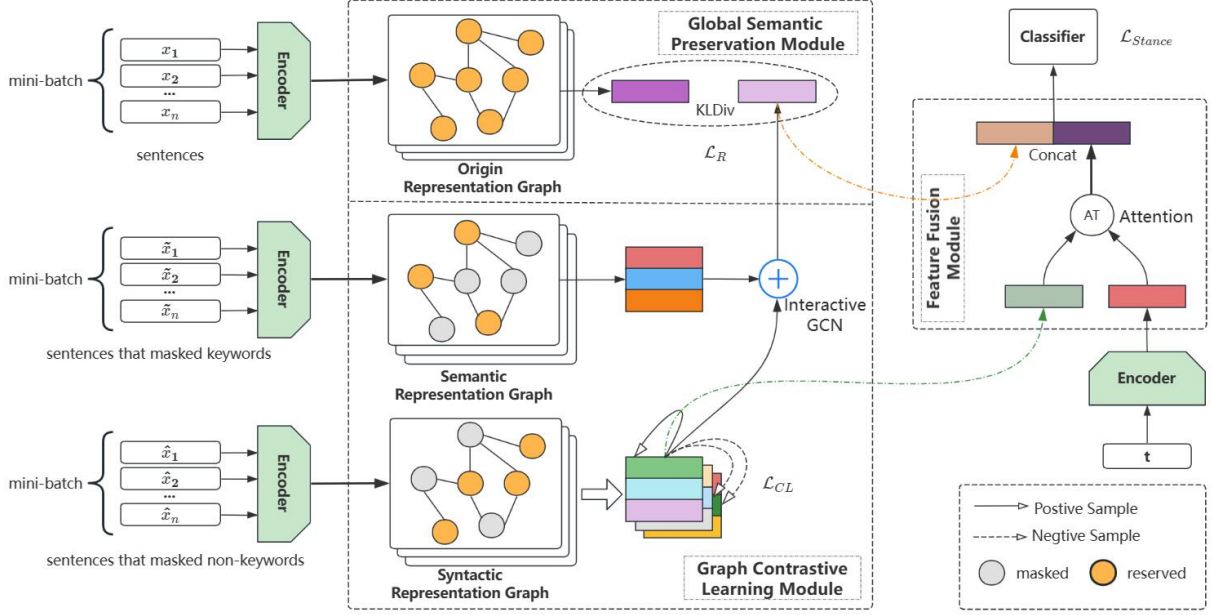 mini-batch
x₁
x₂
...
xₙ
sentences
Encoder
Origin
Representation Graph
Global Semantic
Preservation Module
KLDiv
ℒ_R
mini-batch
x̃₁
x̃₂
...
x̃ₙ
sentences that masked keywords
Encoder
Semantic
Representation Graph
Interactive
GCN
mini-batch
x̂₁
x̂₂
...
x̂ₙ
sentences that masked non-keywords
Encoder
Syntactic
Representation Graph
ℒ_CL
Graph Contrastive
Learning Module
Classifier
ℒ_Stance
Concat
Feature Fusion
Module
AT
Attention
Encoder
t
Postive Sample
Negtive Sample
masked
reserved